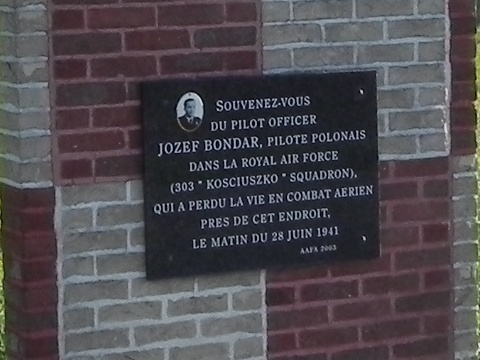 SOUVENEZ-VOUS
DU PILOT OFFICER
JOZEF BONDAR, PILOTE POLONAIS
DANS LA ROYAL AIR FORCE
(303 " KOSCIUSZKO " SQUADRON),
QUI A PERDU LA VIE EN COMBAT AERIEN
PRES DE CET ENDROIT,
LE MATIN DU 28 JUIN 1941
AAFA 2003